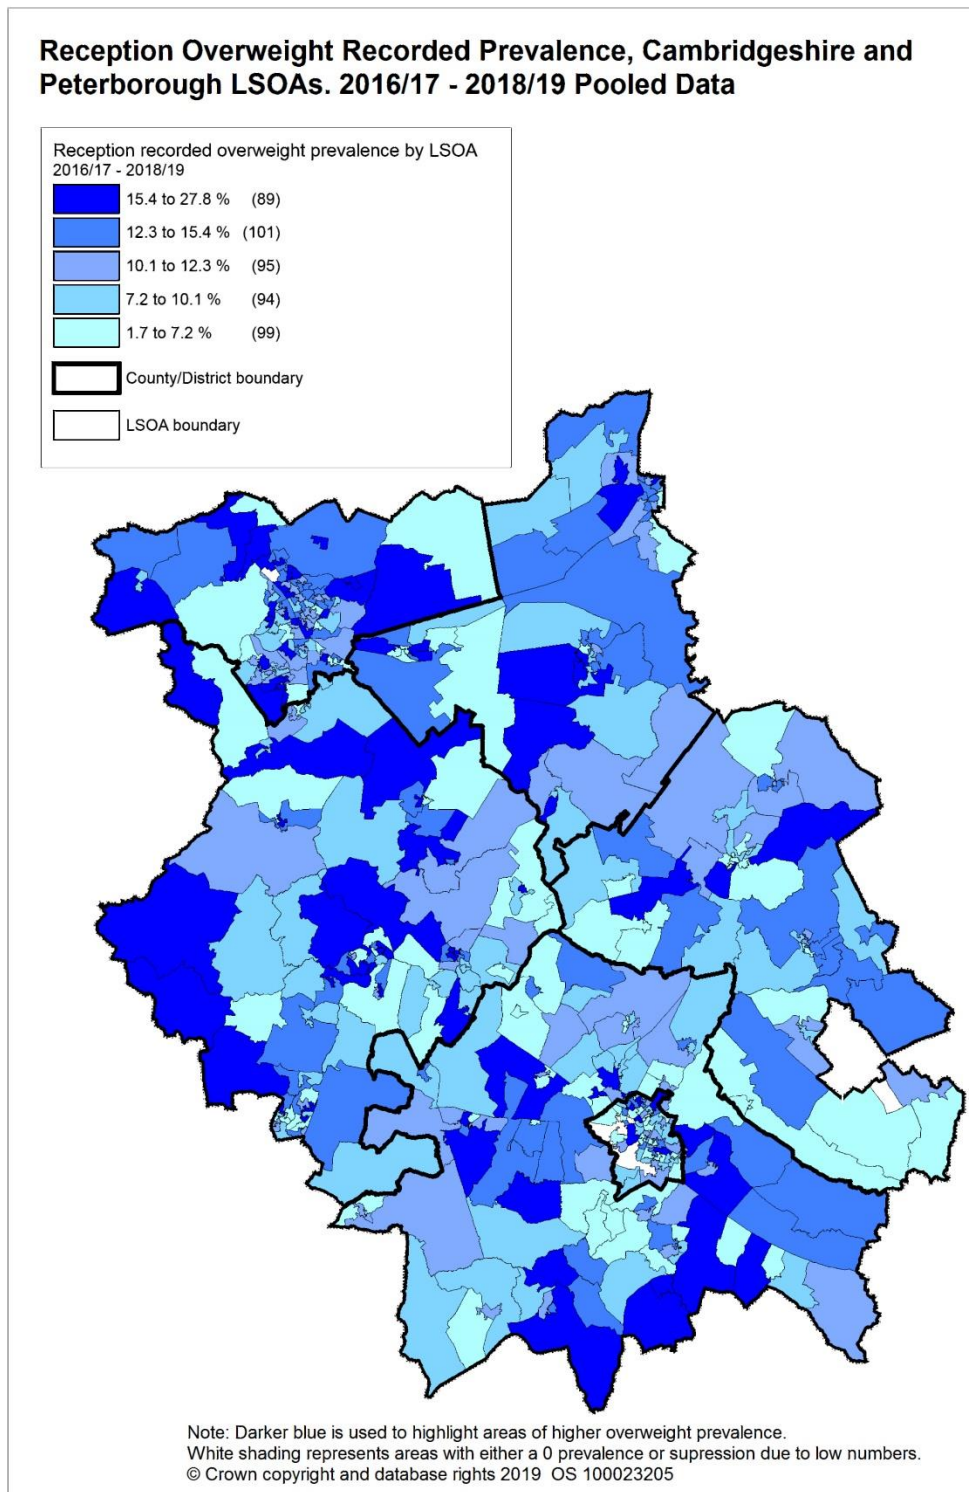 Reception Overweight Recorded Prevalence, Cambridgeshire and
Peterborough LSOAs. 2016/17 - 2018/19 Pooled Data
Reception recorded overweight prevalence by LSOA
2016/17 - 2018/19
15.4 to 27.8 % (89)
12.3 to 15.4 % (101)
10.1 to 12.3 % (95)
7.2 to 10.1 % (94)
1.7 to 7.2 % (99)
County/District boundary
LSOA boundary
Note: Darker blue is used to highlight areas of higher overweight prevalence.
White shading represents areas with either a 0 prevalence or supression due to low numbers.
© Crown copyright and database rights 2019 OS 100023205